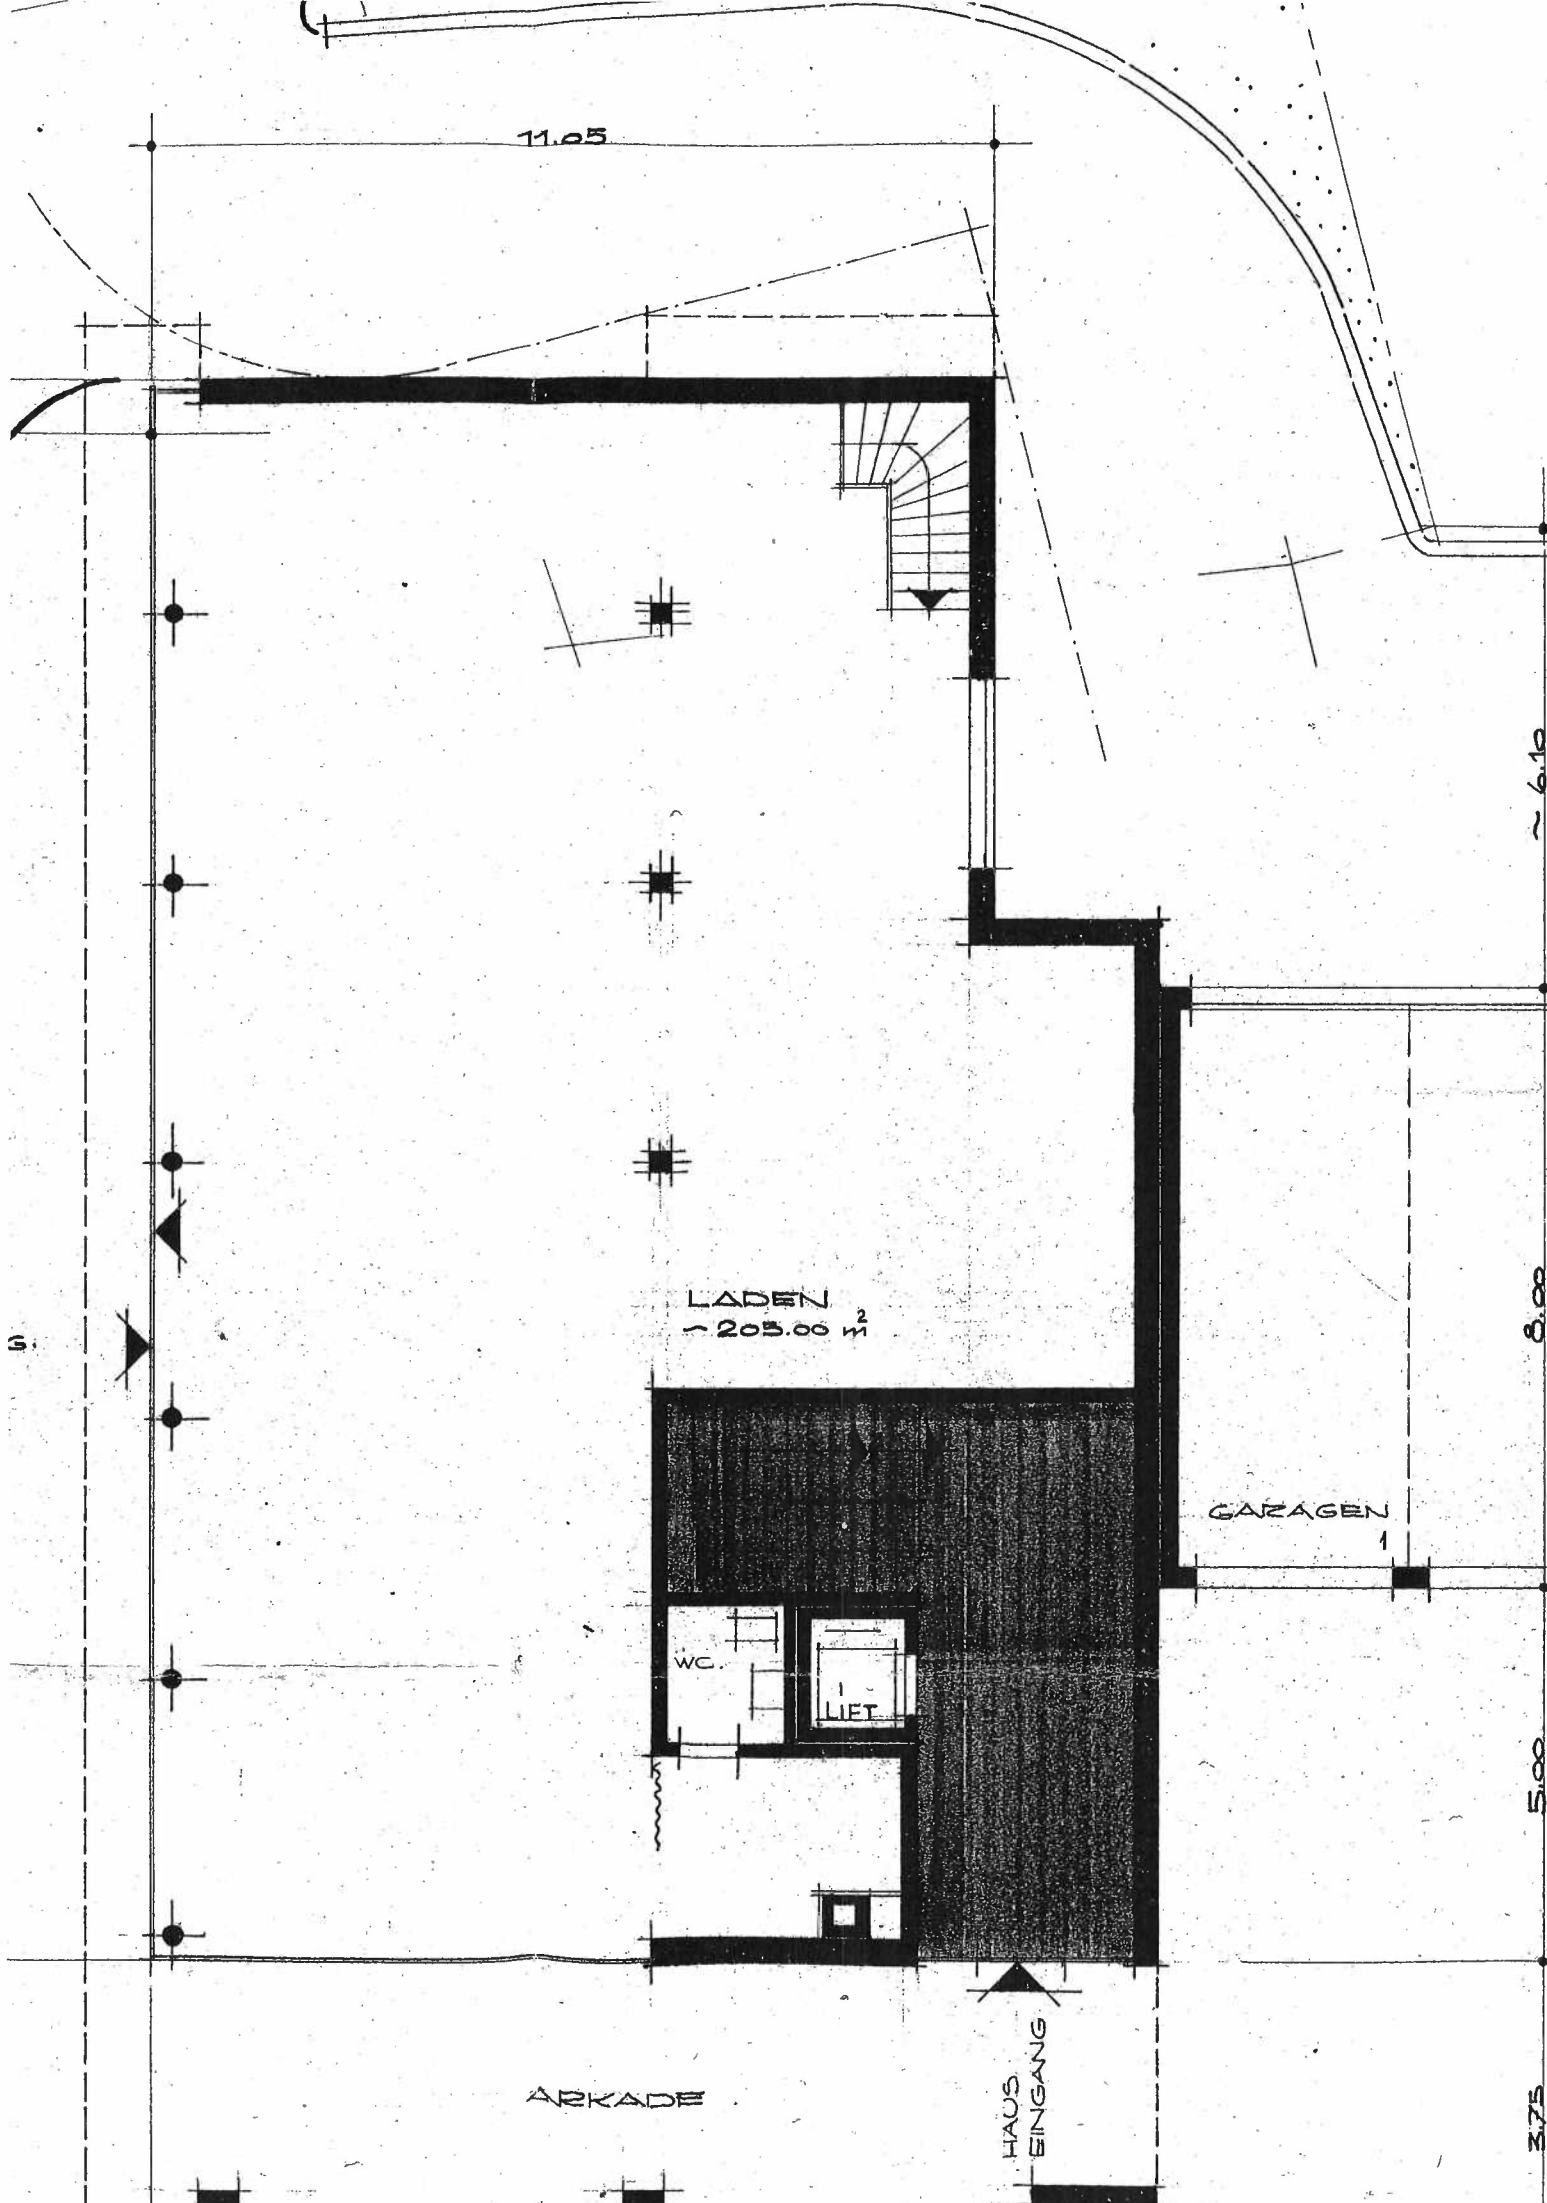 11.05
~ 6.10
LADEN
~ 205.00 m²
8.00
G.
GARAGEN
1
WC.
LIFT
5.00
HAUS
EINGANG
ARKADE
3.75